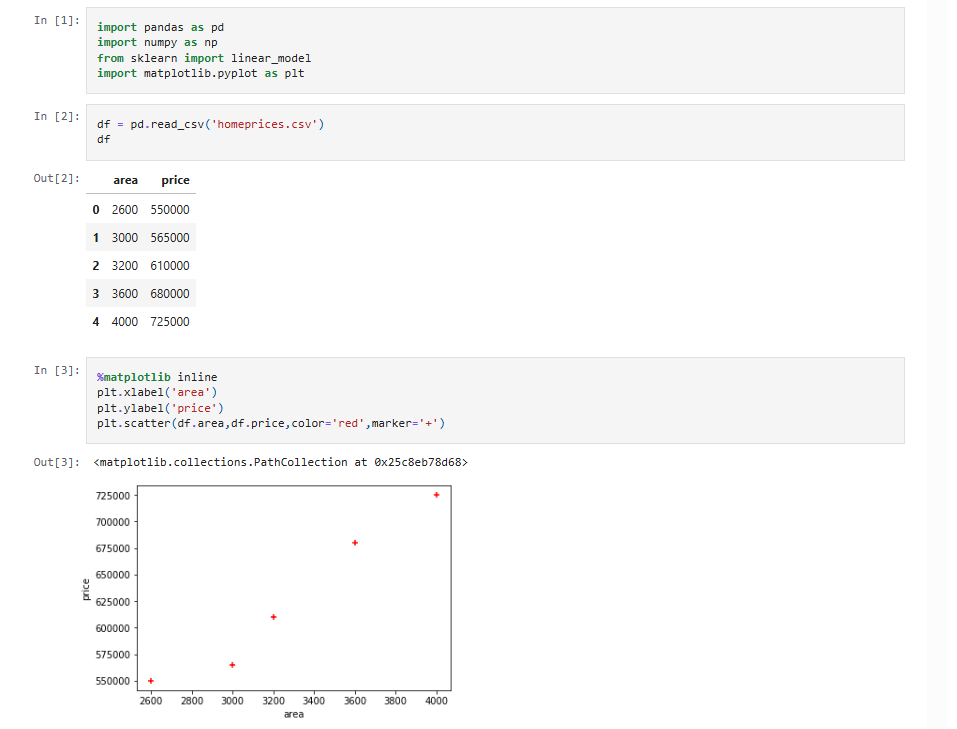 In [1]:
import pandas as pd
import numpy as np
from sklearn import linear_model
import matplotlib.pyplot as plt
In [2]:
df = pd.read_csv('homeprices.csv')
df
Out[2]:
area price
0 2600 550000
1 3000 565000
2 3200 610000
3 3600 680000
4 4000 725000
In [3]:
%matplotlib inline
plt.xlabel('area')
plt.ylabel('price')
plt.scatter(df.area,df.price,color='red',marker='+')
Out[3]: <matplotlib.collections.PathCollection at 0x25c8eb78d68>
725000
700000
675000
650000
625000
600000
575000
550000
price
2600 2800 3000 3200 3400 3600 3800 4000
area